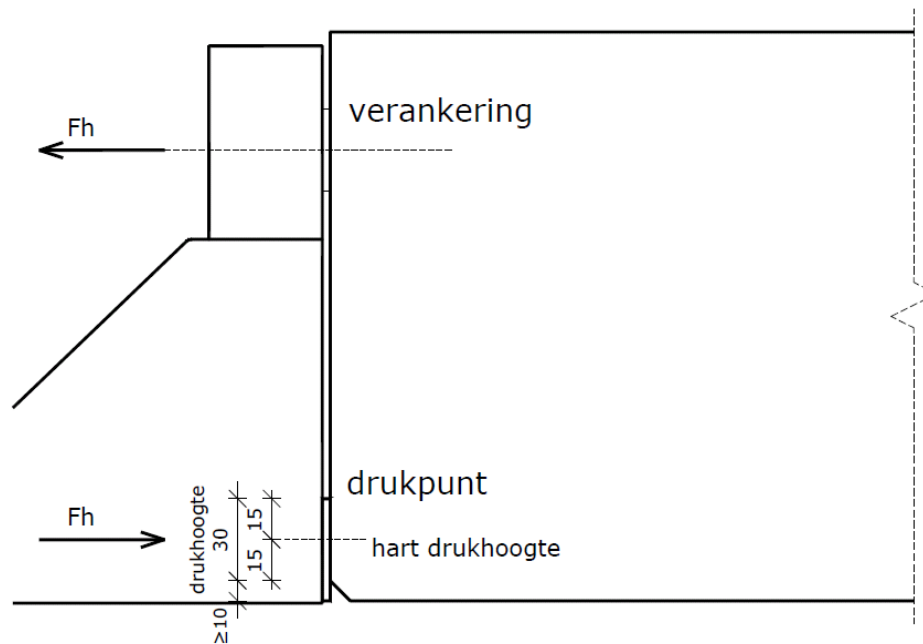 verankering
Fh
drukpunt
Fh
drukhoogte
30
15
15
hart drukhoogte
≥10